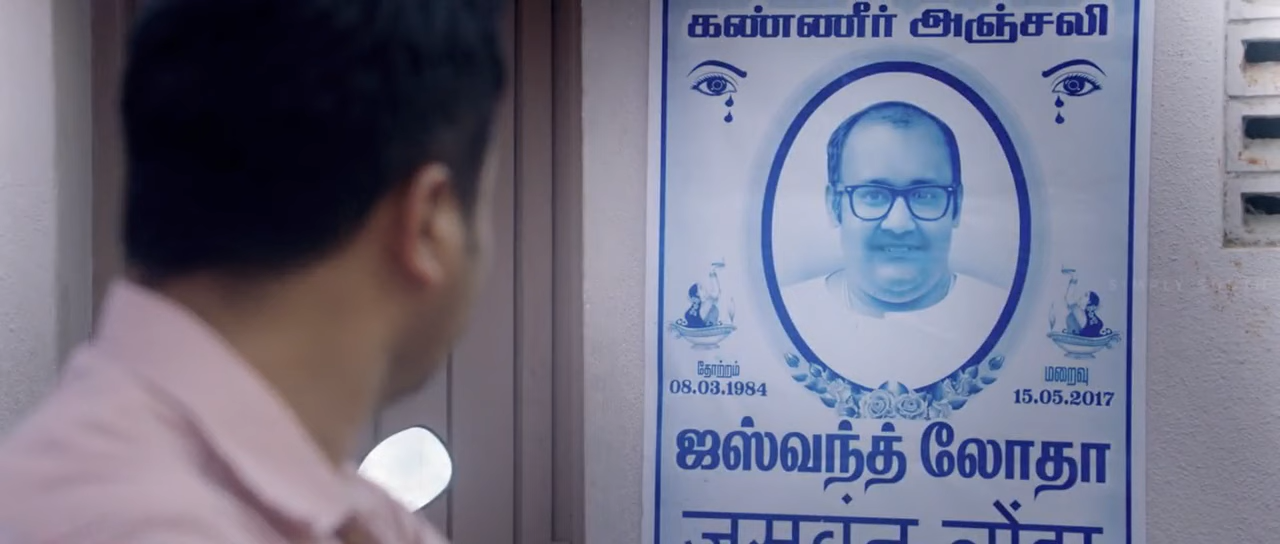 கண்ணீர் அஞ்சலி
தோற்றம்
08.03.1984
மறைவு
15.05.2017
ஜஸ்வந்த் லோதா